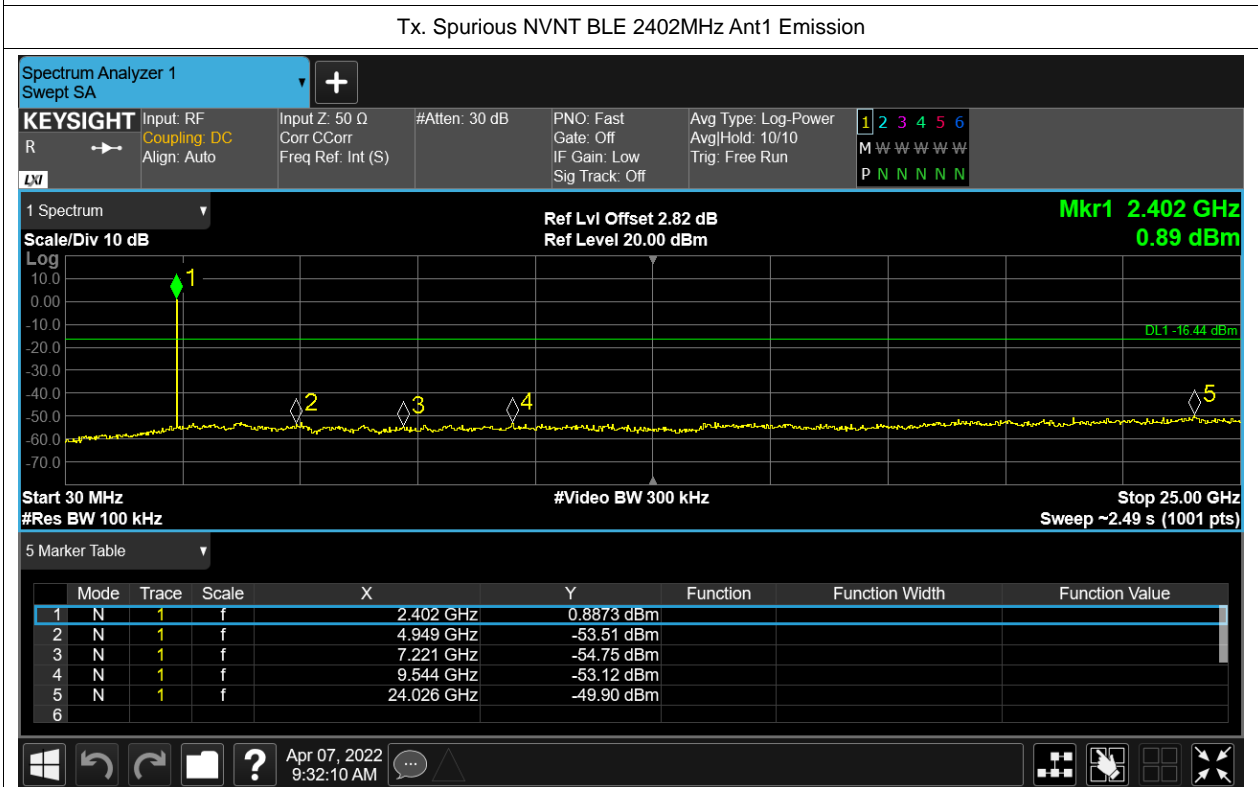 Tx. Spurious NVNT BLE 2402MHz Ant1 Emission
Spectrum Analyzer 1
Swept SA
KEYSIGHT
R
LXI
Input: RF
Coupling: DC
Align: Auto
Input Z: 50 Ω
Corr CCorr
Freq Ref: Int (S)
#Atten: 30 dB
PNO: Fast
Gate: Off
IF Gain: Low
Sig Track: Off
Avg Type: Log-Power
Avg|Hold: 10/10
Trig: Free Run
1 2 3 4 5 6
M W W W W W
P N N N N N
1 Spectrum
Scale/Div 10 dB
Ref Lvl Offset 2.82 dB
Ref Level 20.00 dBm
Mkr1 2.402 GHz
0.89 dBm
Log
10.0
0.00
-10.0
-20.0
-30.0
-40.0
-50.0
-60.0
-70.0
1
2
3
4
5
DL1 -16.44 dBm
Start 30 MHz
#Res BW 100 kHz
#Video BW 300 kHz
Stop 25.00 GHz
Sweep ~2.49 s (1001 pts)
5 Marker Table
Mode Trace Scale X Y Function Function Width Function Value
1 N 1 f 2.402 GHz 0.8873 dBm
2 N 1 f 4.949 GHz -53.51 dBm
3 N 1 f 7.221 GHz -54.75 dBm
4 N 1 f 9.544 GHz -53.12 dBm
5 N 1 f 24.026 GHz -49.90 dBm
6
?
Apr 07, 2022
9:32:10 AM